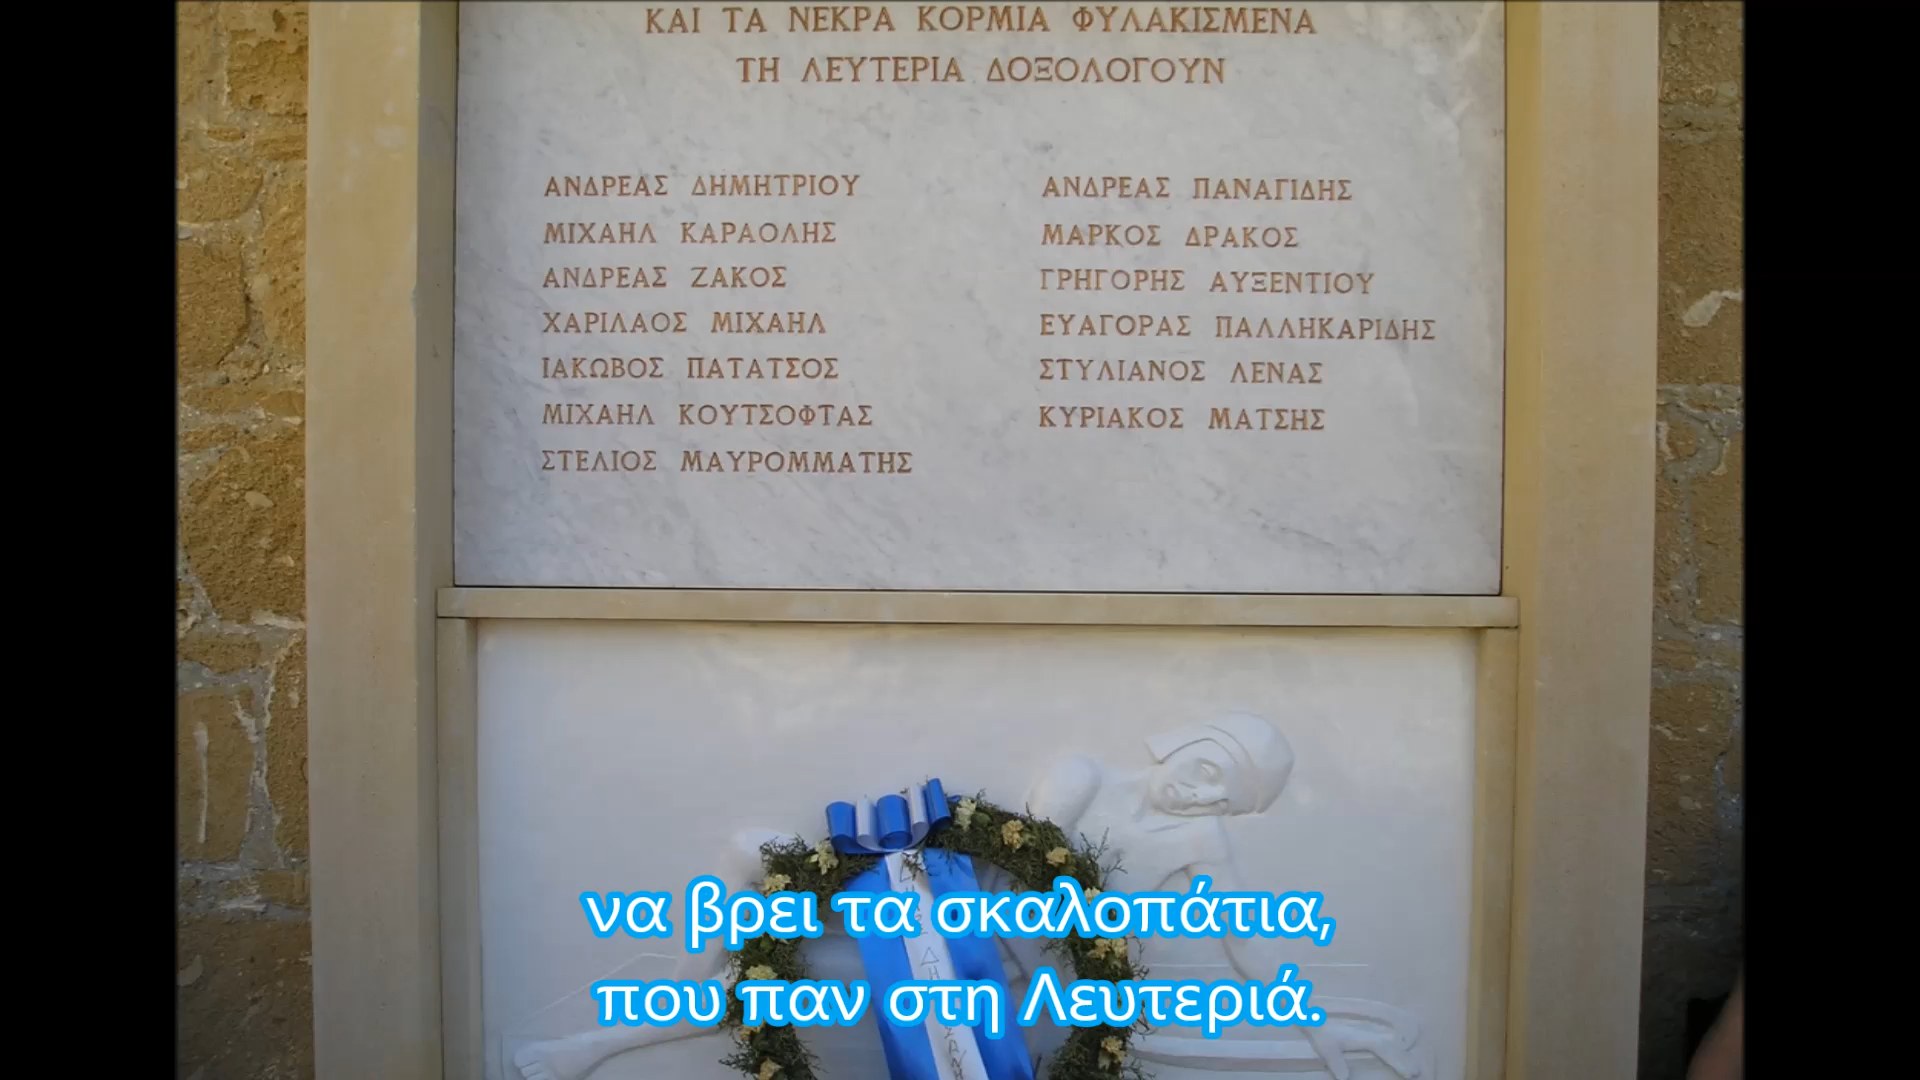 ΚΑΙ ΤΑ ΝΕΚΡΑ ΚΟΡΜΙΑ ΦΥΛΑΚΙΣΜΕΝΑ
ΤΗ ΛΕΥΤΕΡΙΑ ΔΟΞΟΛΟΓΟΥΝ
ΑΝΔΡΕΑΣ ΔΗΜΗΤΡΙΟΥ
ΜΙΧΑΗΛ ΚΑΡΑΟΛΗΣ
ΑΝΔΡΕΑΣ ΖΑΚΟΣ
ΧΑΡΙΛΑΟΣ ΜΙΧΑΗΛ
ΙΑΚΩΒΟΣ ΠΑΤΑΤΣΟΣ
ΜΙΧΑΗΛ ΚΟΥΤΣΟΦΤΑΣ
ΣΤΕΛΙΟΣ ΜΑΥΡΟΜΜΑΤΗΣ
ΑΝΔΡΕΑΣ ΠΑΝΑΓΙΔΗΣ
ΜΑΡΚΟΣ ΔΡΑΚΟΣ
ΓΡΗΓΟΡΗΣ ΑΥΞΕΝΤΙΟΥ
ΕΥΑΓΟΡΑΣ ΠΑΛΛΗΚΑΡΙΔΗΣ
ΣΤΥΛΙΑΝΟΣ ΛΕΝΑΣ
ΚΥΡΙΑΚΟΣ ΜΑΤΣΗΣ
να βρει τα σκαλοπάτια,
που παν στη Λευτεριά.